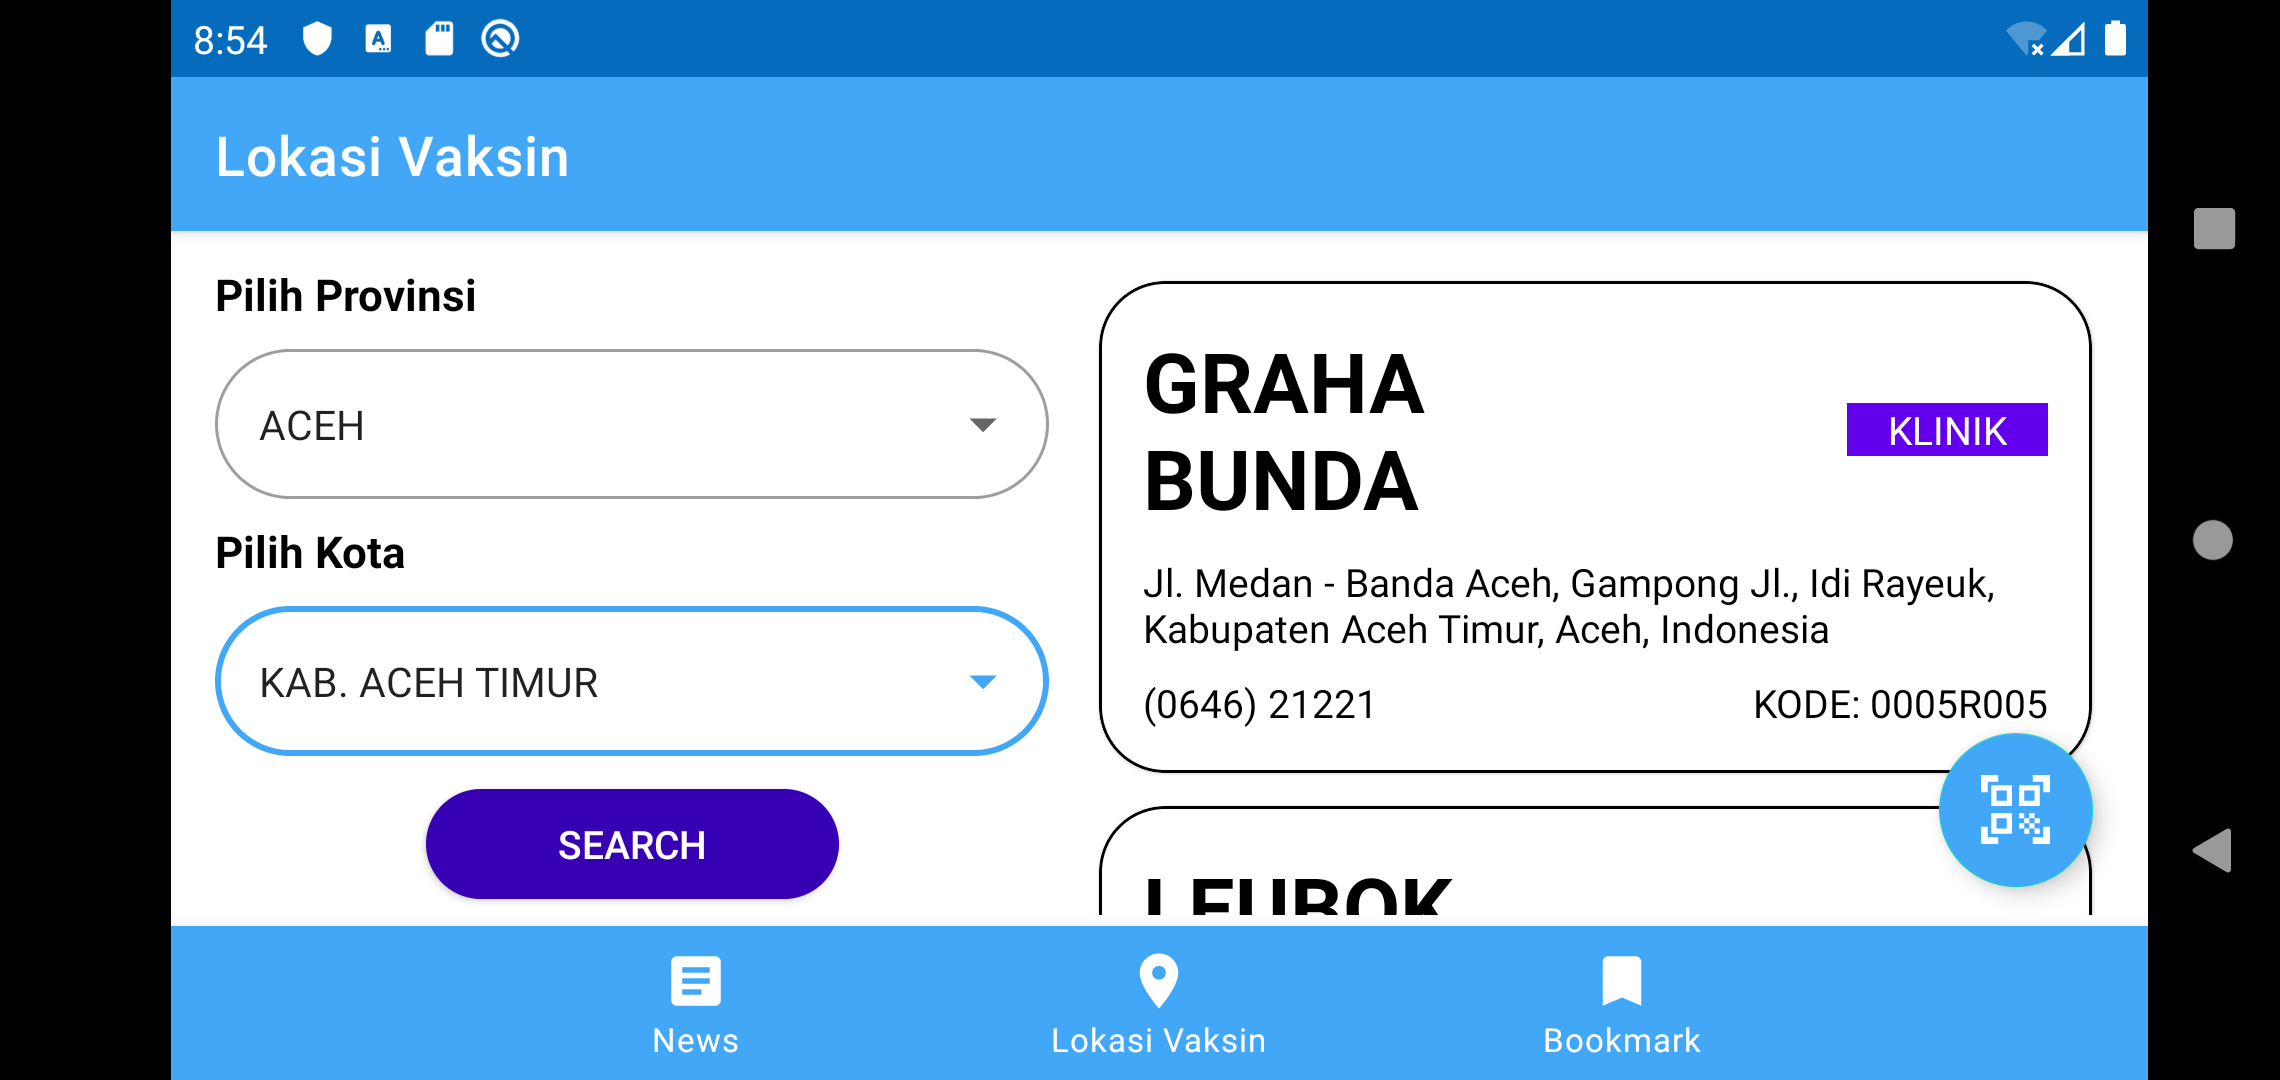 8:54
Lokasi Vaksin
Pilih Provinsi
ACEH
Pilih Kota
KAB. ACEH TIMUR
SEARCH
GRAHA
BUNDA
KLINIK
Jl. Medan - Banda Aceh, Gampong Jl., Idi Rayeuk,
Kabupaten Aceh Timur, Aceh, Indonesia
(0646) 21221
KODE: 0005R005
LEUBOK
News
Lokasi Vaksin
Bookmark